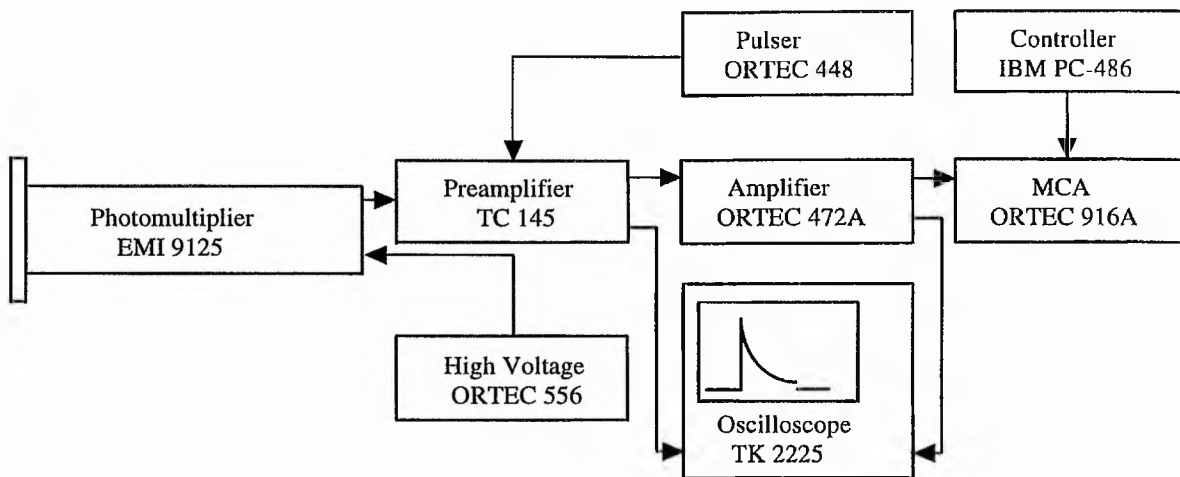 Pulser
ORTEC 448
Controller
IBM PC-486
Photomultiplier
EMI 9125
Preamplifier
TC 145
Amplifier
ORTEC 472A
MCA
ORTEC 916A
High Voltage
ORTEC 556
Oscilloscope
TK 2225